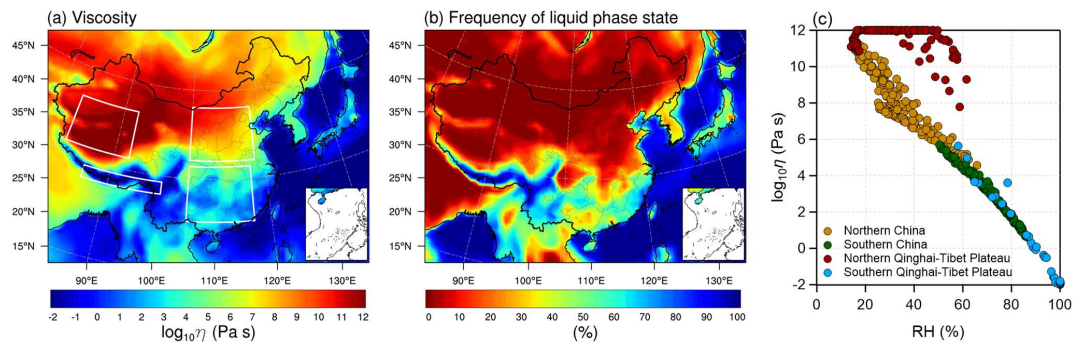 (a) Viscosity
45°N
40°N
35°N
30°N
25°N
20°N
15°N
90°E
100°E
110°E
120°E
130°E
-2 -1 0 1 2 3 4 5 6 7 8 9 10 11 12
log₁₀η (Pa s)
(b) Frequency of liquid phase state
45°N
40°N
35°N
30°N
25°N
20°N
15°N
90°E
100°E
110°E
120°E
130°E
0 10 20 30 40 50 60 70 80 90 100
(%)
(c)
12
10
8
6
4
2
0
-2
log₁₀η (Pa s)
Northern China
Southern China
Northern Qinghai-Tibet Plateau
Southern Qinghai-Tibet Plateau
0 20 40 60 80 100
RH (%)